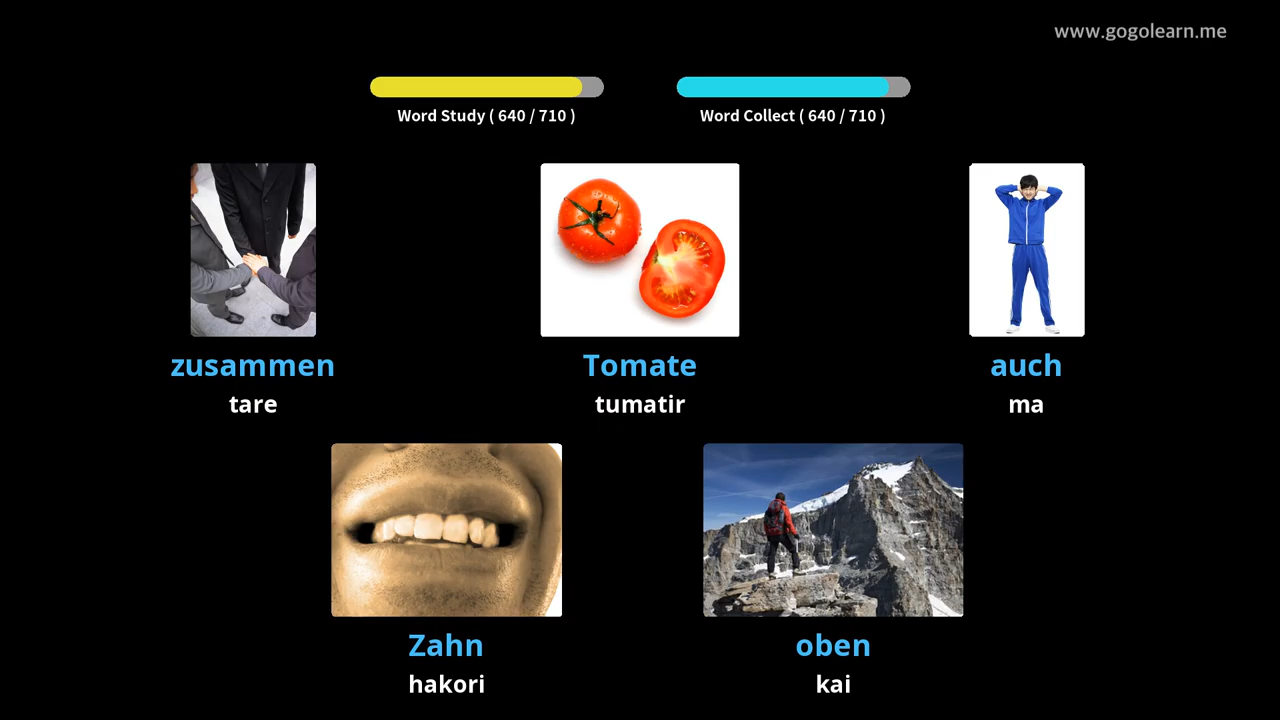 www.gogolearn.me
Word Study ( 640 / 710 )
Word Collect ( 640 / 710 )
zusammen
tare
Tomate
tumatir
auch
ma
Zahn
hakori
oben
kai